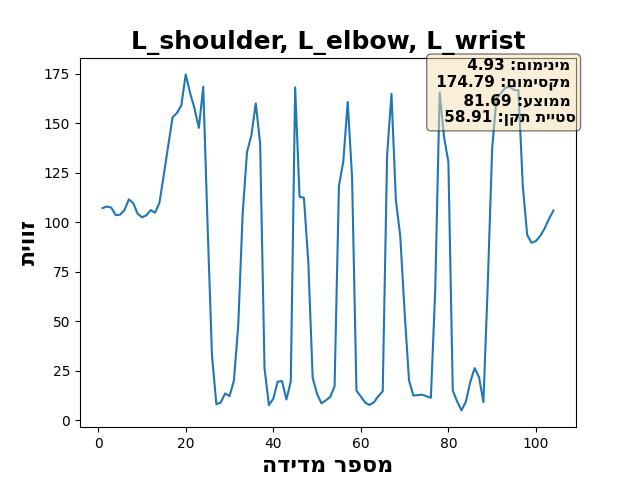 L_shoulder, L_elbow, L_wrist
מינימום: 4.93
מקסימום: 174.79
ממוצע: 81.69
סטיית תקן: 58.91
175
150
125
100
75
50
25
0
זווית
0 20 40 60 80 100
מספר מדידה